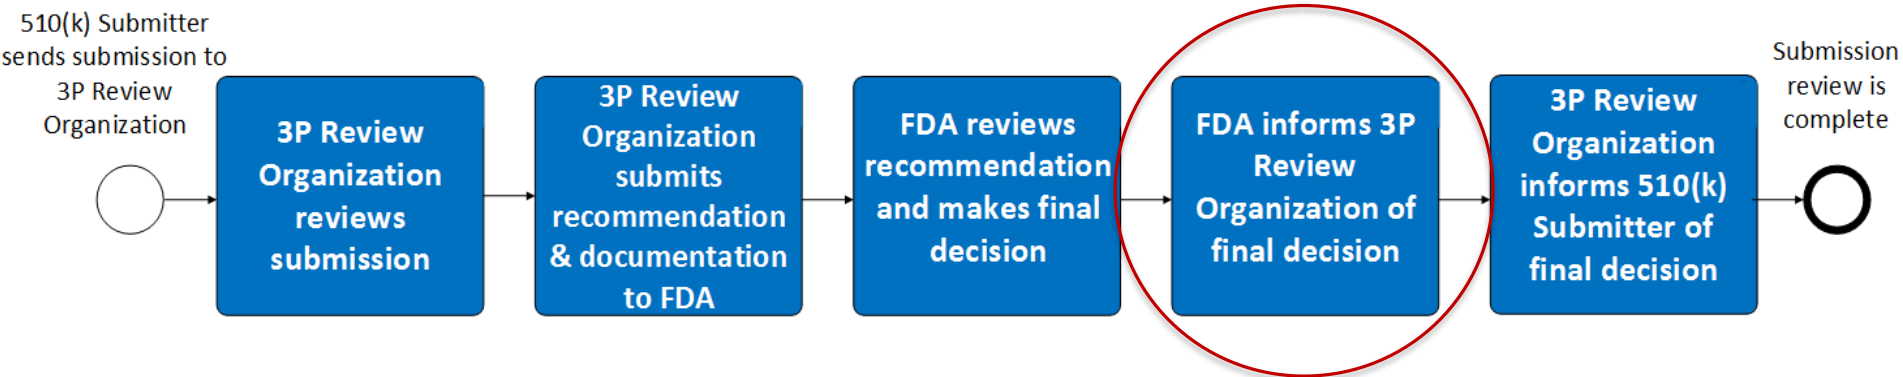 510(k) Submitter
sends submission to
3P Review
Organization
3P Review
Organization
reviews
submission
3P Review
Organization
submits
recommendation
& documentation
to FDA
FDA reviews
recommendation
and makes final
decision
FDA informs 3P
Review
Organization of
final decision
3P Review
Organization
informs 510(k)
Submitter of
final decision
Submission
review is
complete